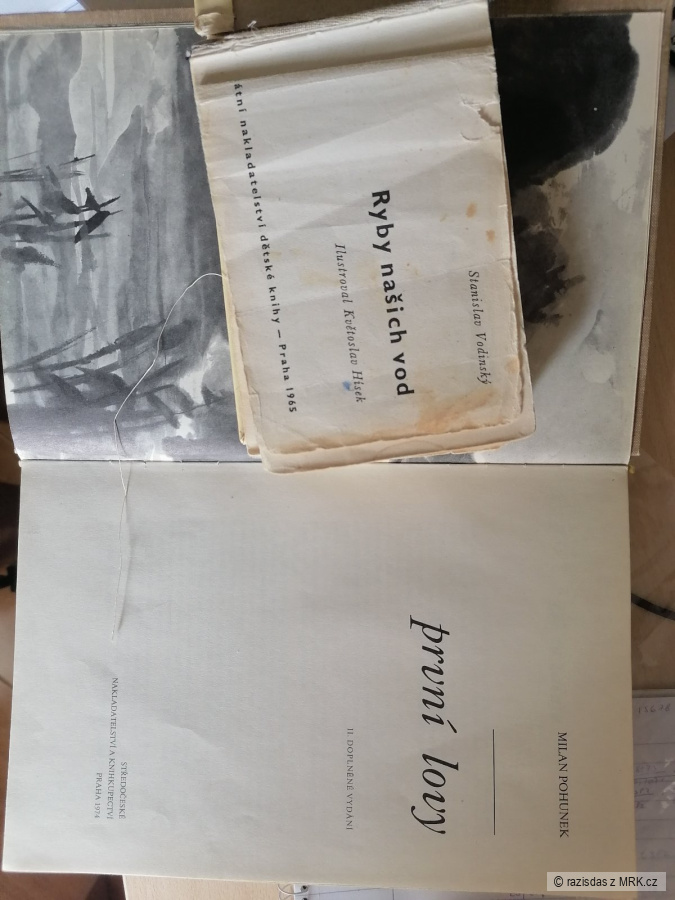 Stanislav Vodinský
Ryby našich vod
Ilustroval Květoslav Hísek
átní nakladatelství dětské knihy — Praha 1965
MILAN POHUNEK
první lovy
II. DOPLNĚNÉ VYDÁNÍ
STŘEDOČESKÉ
NAKLADATELSTVÍ A KNIHKUPECTVÍ
PRAHA 1974
© razisdas z MRK.cz